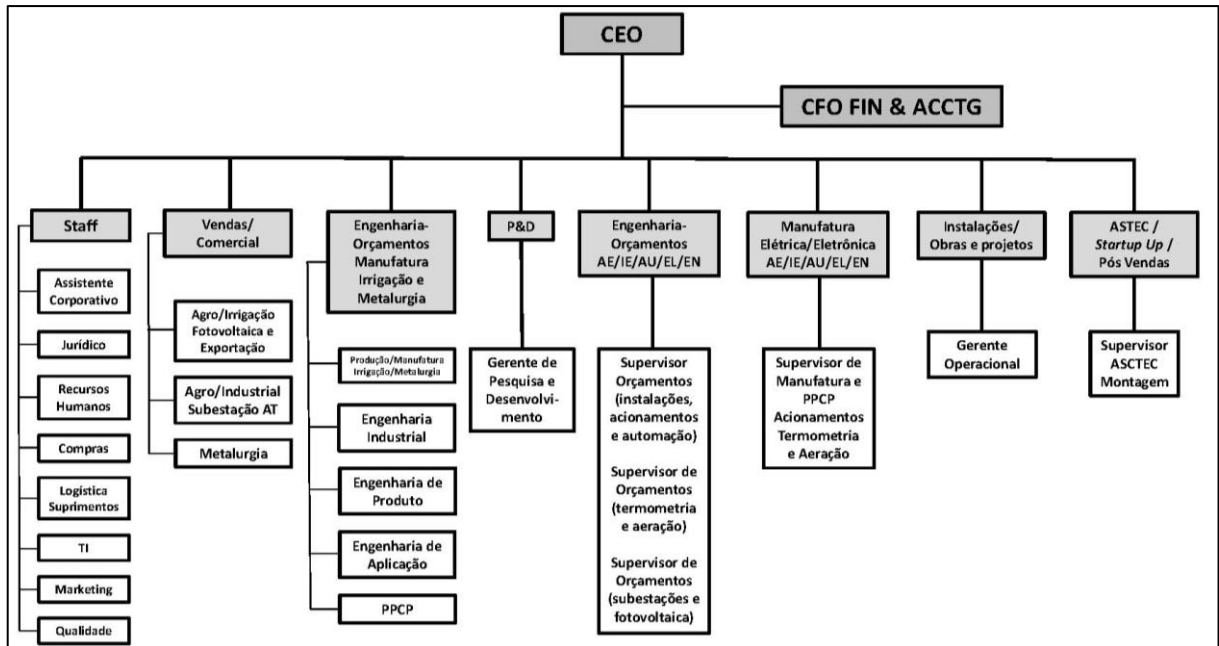 CEO
CFO FIN & ACCTG
Staff
Assistente
Corporativo
Jurídico
Recursos
Humanos
Compras
Logística
Suprimentos
TI
Marketing
Qualidade
Vendas/
Comercial
Agro/Irrigação
Fotovoltaica e
Exportação
Agro/Industrial
Subestação AT
Metalurgia
Engenharia-
Orçamentos
Manufatura
Irrigação e
Metalurgia
Produção/Manufatura
Irrigação/Metalurgia
Engenharia
Industrial
Engenharia de
Produto
Engenharia de
Aplicação
PPCP
P&D
Gerente de
Pesquisa e
Desenvolvi-
mento
Engenharia-
Orçamentos
AE/IE/AU/EL/EN
Supervisor
Orçamentos
(instalações,
acionamentos
e automação)
Supervisor de
Orçamentos
(termometria
e aeração)
Supervisor de
Orçamentos
(subestações e
fotovoltaica)
Manufatura
Elétrica/Eletrônica
AE/IE/AU/EL/EN
Supervisor de
Manufatura e
PPCP
Acionamentos
Termometria
e Aeração
Instalações/
Obras e projetos
Gerente
Operacional
ASTEC /
Startup Up /
Pós Vendas
Supervisor
ASCTEC
Montagem